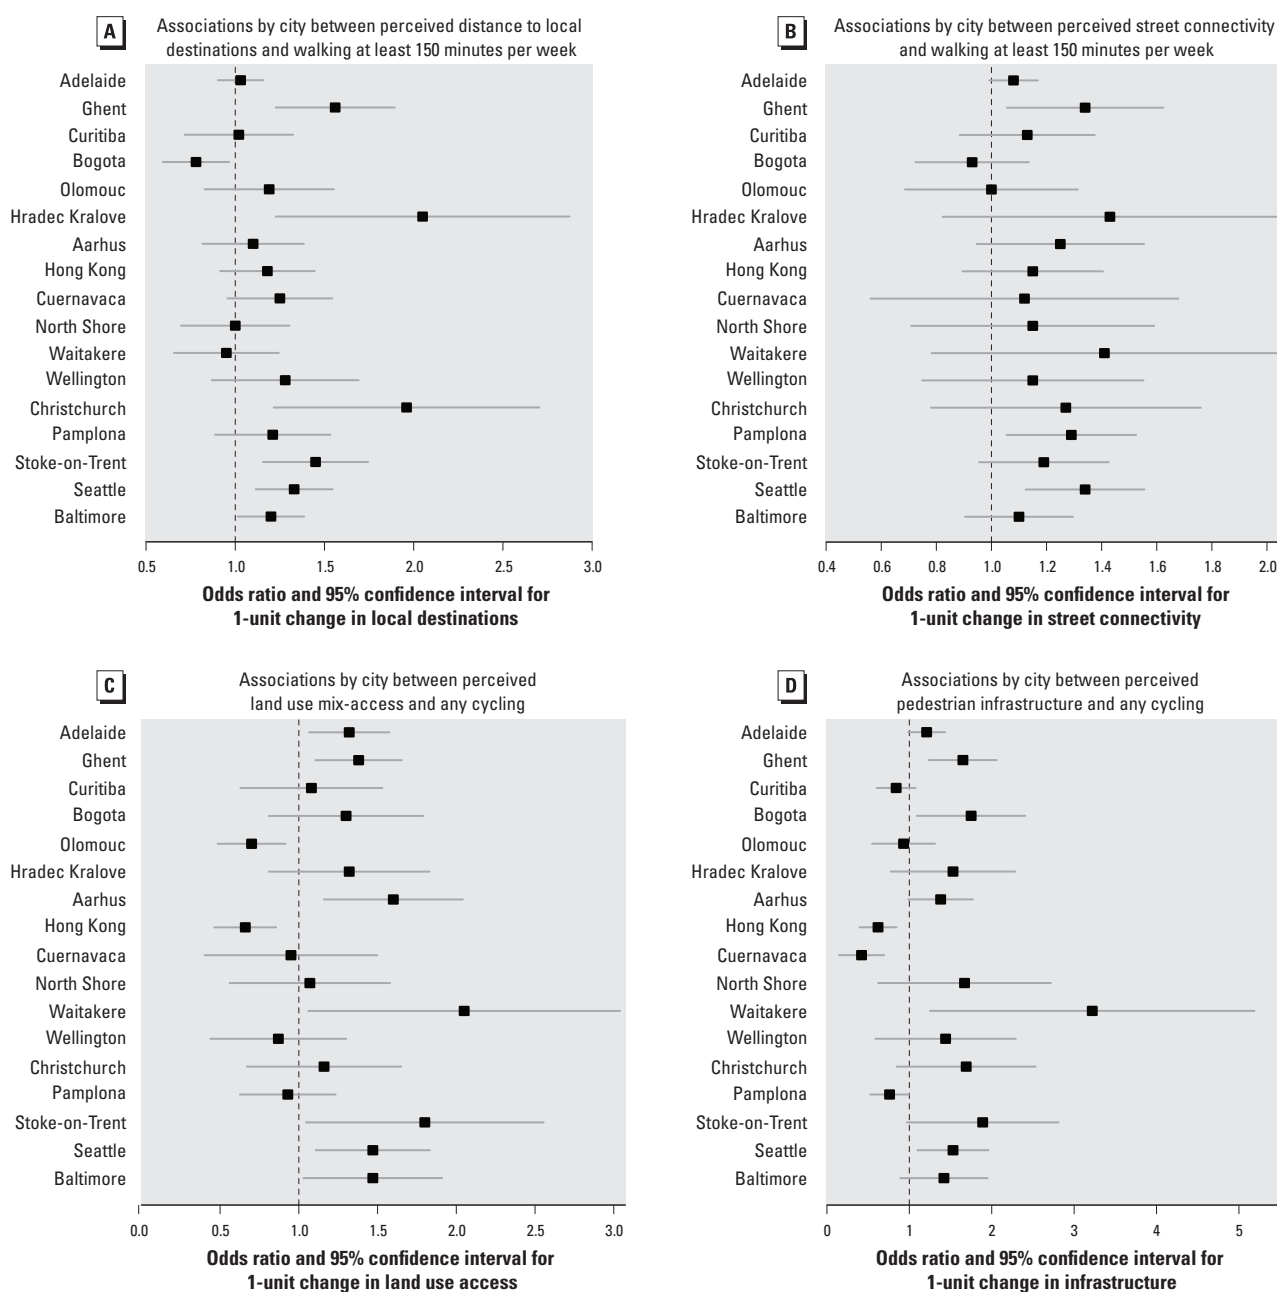 A
Associations by city between perceived distance to local
destinations and walking at least 150 minutes per week
Adelaide
Ghent
Curitiba
Bogota
Olomouc
Hradec Kralove
Aarhus
Hong Kong
Cuernavaca
North Shore
Waitakere
Wellington
Christchurch
Pamplona
Stoke-on-Trent
Seattle
Baltimore
0.5 1.0 1.5 2.0 2.5 3.0
Odds ratio and 95% confidence interval for
1-unit change in local destinations
B
Associations by city between perceived street connectivity
and walking at least 150 minutes per week
Adelaide
Ghent
Curitiba
Bogota
Olomouc
Hradec Kralove
Aarhus
Hong Kong
Cuernavaca
North Shore
Waitakere
Wellington
Christchurch
Pamplona
Stoke-on-Trent
Seattle
Baltimore
0.4 0.6 0.8 1.0 1.2 1.4 1.6 1.8 2.0
Odds ratio and 95% confidence interval for
1-unit change in street connectivity
C
Associations by city between perceived
land use mix-access and any cycling
Adelaide
Ghent
Curitiba
Bogota
Olomouc
Hradec Kralove
Aarhus
Hong Kong
Cuernavaca
North Shore
Waitakere
Wellington
Christchurch
Pamplona
Stoke-on-Trent
Seattle
Baltimore
0.0 0.5 1.0 1.5 2.0 2.5 3.0
Odds ratio and 95% confidence interval for
1-unit change in land use access
D
Associations by city between perceived
pedestrian infrastructure and any cycling
Adelaide
Ghent
Curitiba
Bogota
Olomouc
Hradec Kralove
Aarhus
Hong Kong
Cuernavaca
North Shore
Waitakere
Wellington
Christchurch
Pamplona
Stoke-on-Trent
Seattle
Baltimore
0 1 2 3 4 5
Odds ratio and 95% confidence interval for
1-unit change in infrastructure